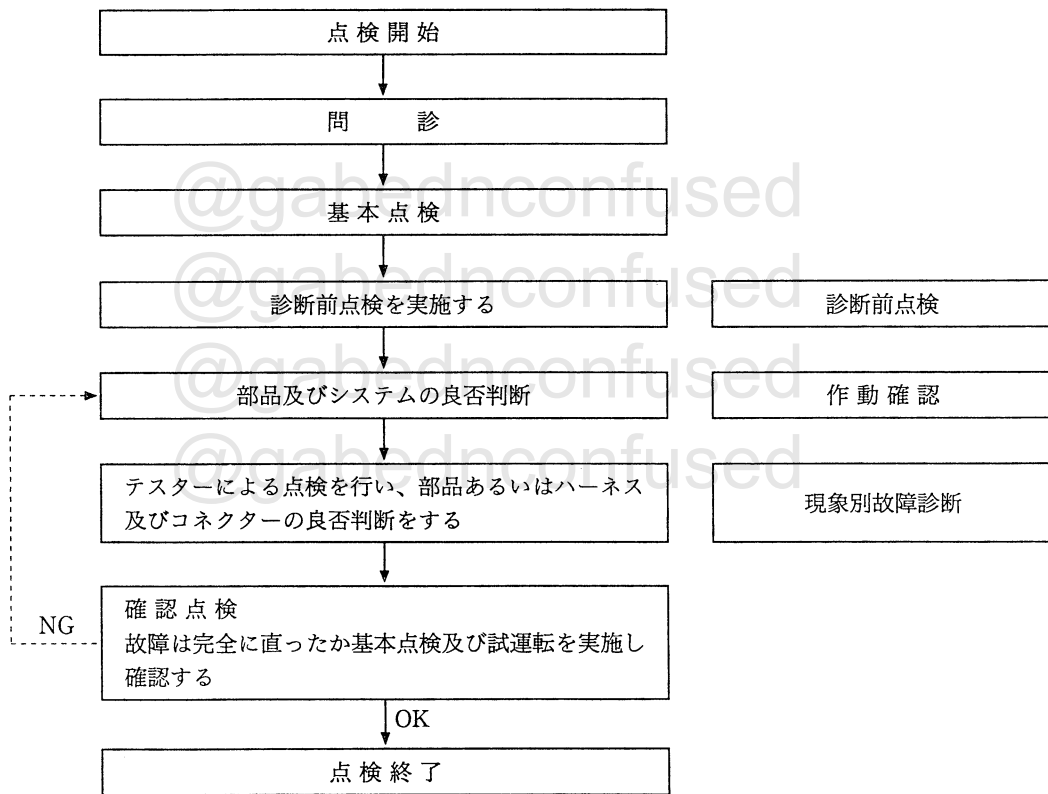 点検開始
問 診
@gabednconfused
基本点検
@gabednconfused
診断前点検を実施する
診断前点検
@gabednconfused
部品及びシステムの良否判断
作動確認
@gabednconfused
テスターによる点検を行い、部品あるいはハーネス
及びコネクターの良否判断をする
現象別故障診断
確認点検
NG
故障は完全に直ったか基本点検及び試運転を実施し
確認する
OK
点検終了